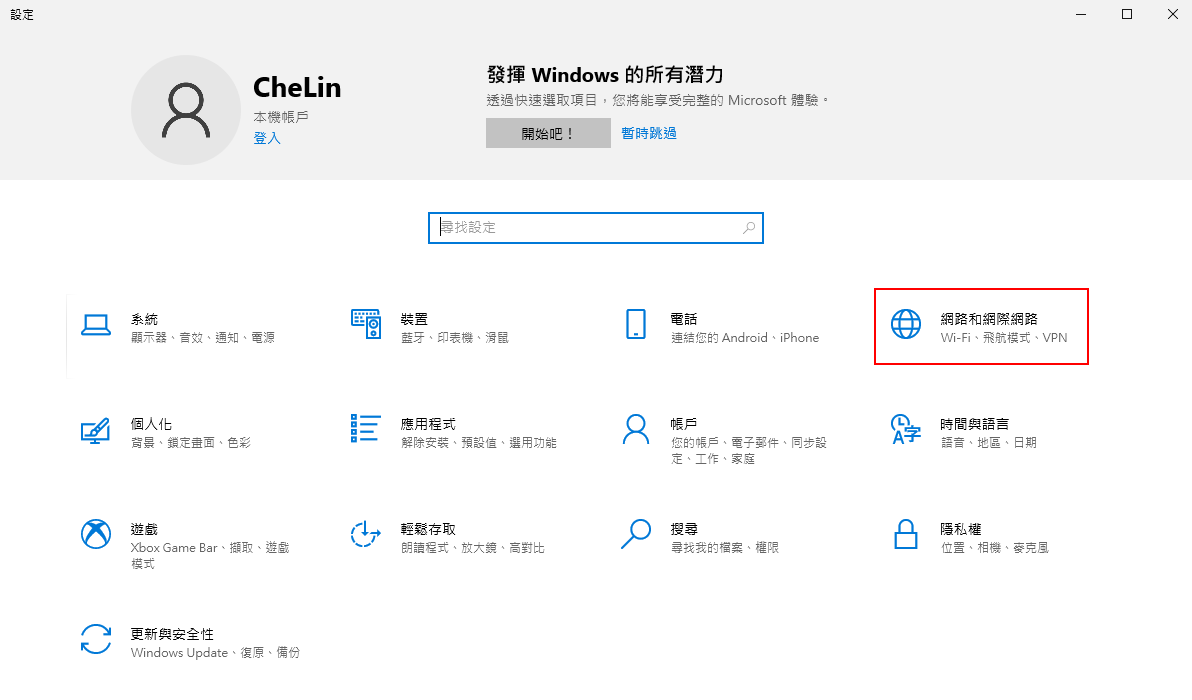 設定
CheLin
本機帳戶
登入
發揮 Windows 的所有潛力
透過快速選取項目，您將能享受完整的 Microsoft 體驗。
開始吧！
暫時跳過
尋找設定
系統
顯示器、音效、通知、電源
裝置
藍牙、印表機、滑鼠
電話
連結您的 Android、iPhone
網路和網際網路
Wi-Fi、飛航模式、VPN
個人化
背景、鎖定畫面、色彩
應用程式
解除安裝、預設值、選用功能
帳戶
您的帳戶、電子郵件、同步設
定、工作、家庭
時間與語言
語音、地區、日期
遊戲
Xbox Game Bar、擷取、遊戲
模式
輕鬆存取
朗讀程式、放大鏡、高對比
搜尋
尋找我的檔案、權限
隱私權
位置、相機、麥克風
更新與安全性
Windows Update、復原、備份